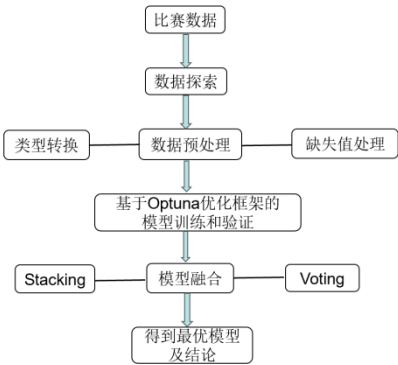 比赛数据
数据探索
类型转换
数据预处理
缺失值处理
基于Optuna优化框架的
模型训练和验证
Stacking
模型融合
Voting
得到最优模型
及结论